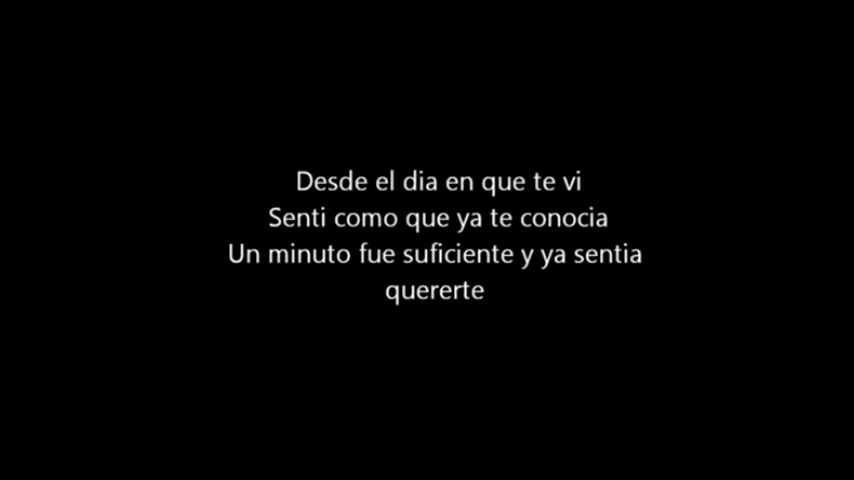 Desde el dia en que te vi
Senti como que ya te conocia
Un minuto fue suficiente y ya sentia
quererte